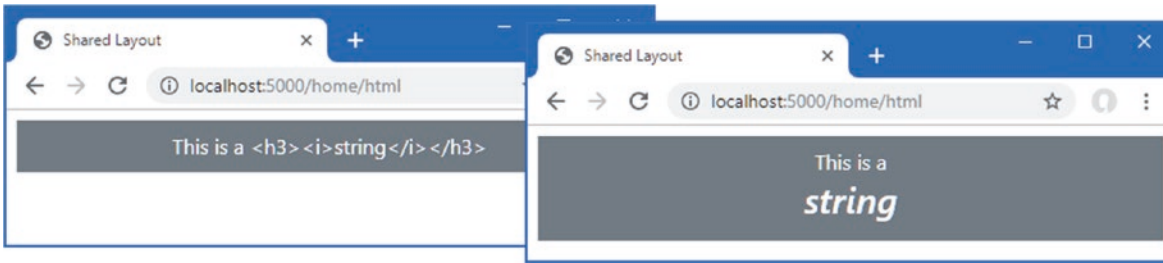 Shared Layout
localhost:5000/home/html
This is a <h3><i>string</i></h3>
Shared Layout
localhost:5000/home/html
This is a
string